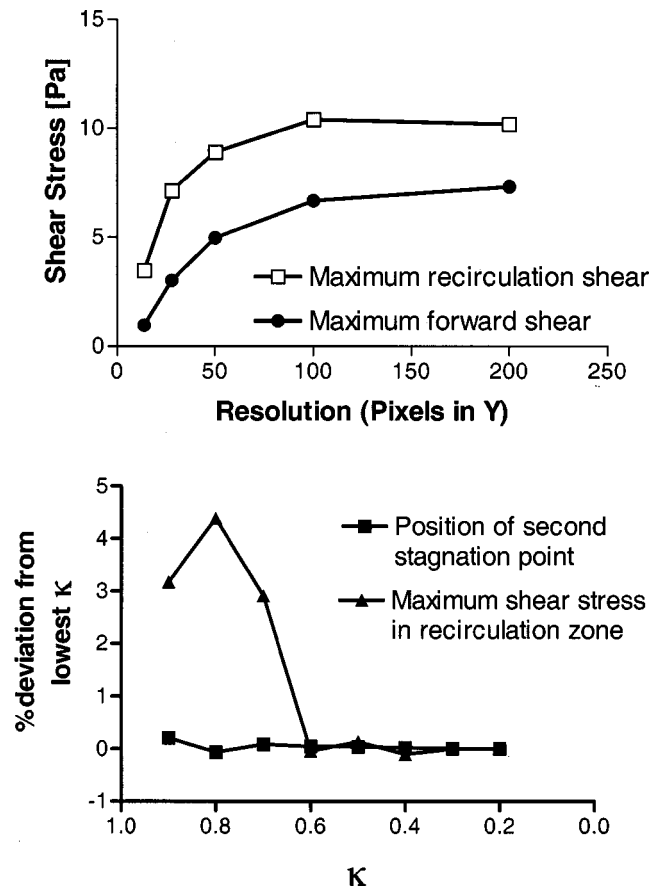 Shear Stress [Pa]
15
10
5
0
Maximum recirculation shear
Maximum forward shear
0 50 100 150 200 250
Resolution (Pixels in Y)
%deviation from
lowest κ
5
4
3
2
1
0
-1
Position of second
stagnation point
Maximum shear stress
in recirculation zone
1.0 0.8 0.6 0.4 0.2 0.0
κ